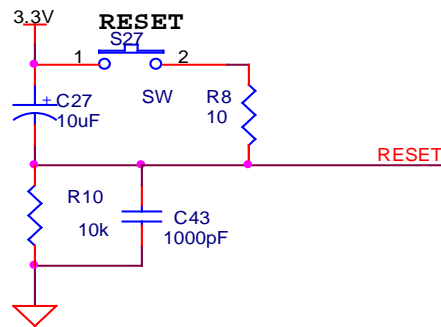 3.3V
RESET
S27
1
2
C27
+
10uF
SW
R8
10
RESET
R10
10k
C43
1000pF